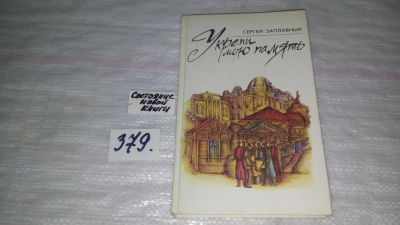 СЕРГЕЙ ЗАПЛАВНЫЙ
Укрепи
мою память
Состояние
новой
книги
379.